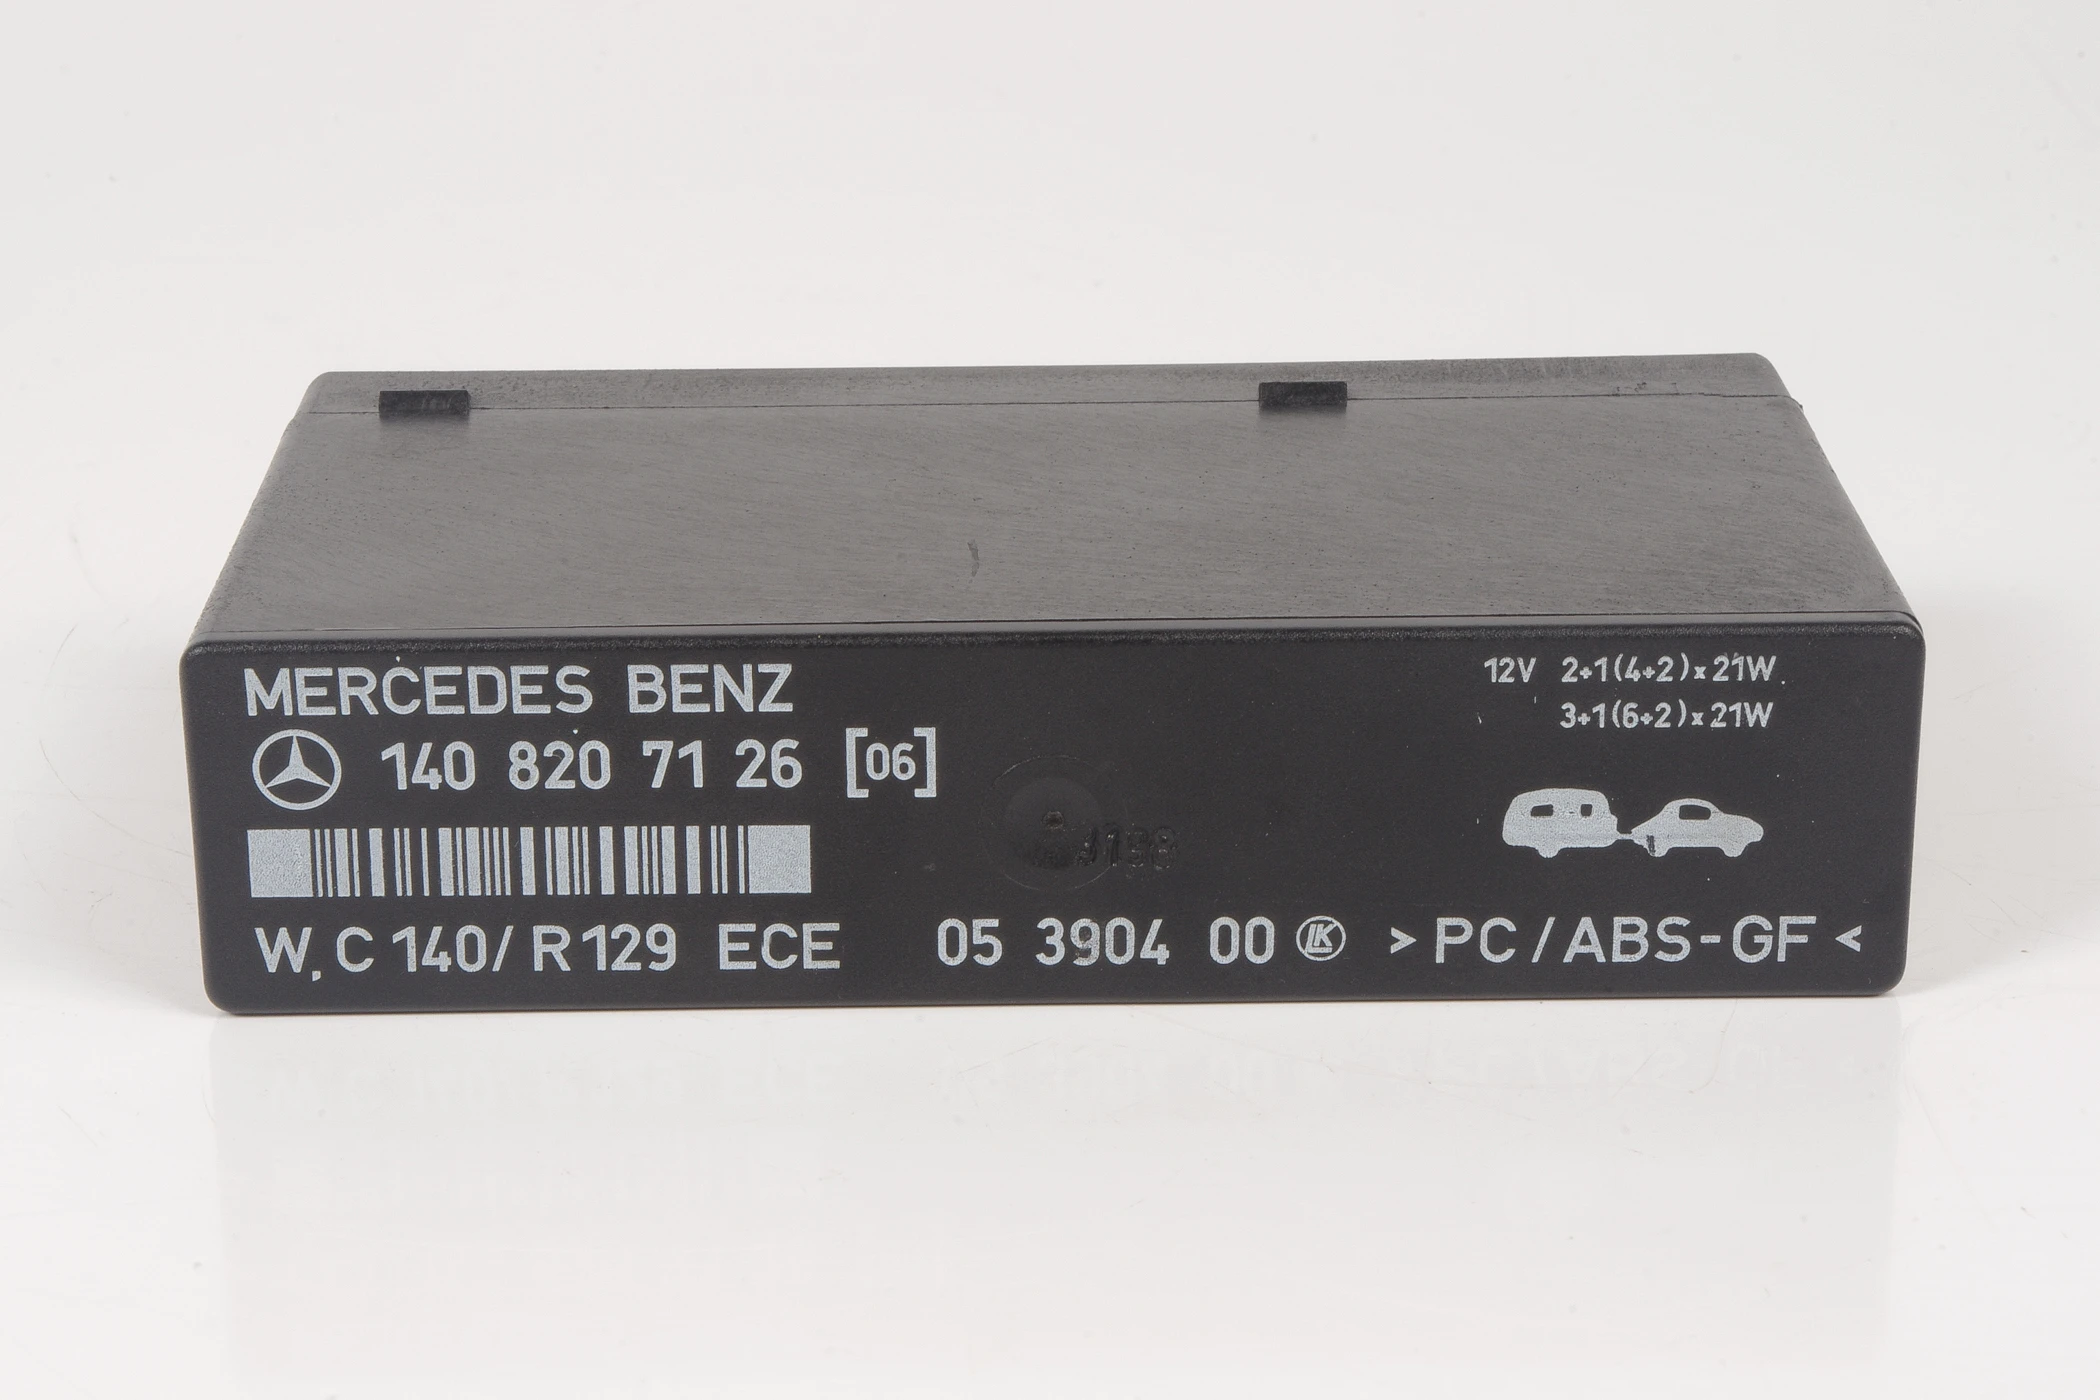 MERCEDES BENZ
140 820 71 26 [06]
W, C 140/ R 129 ECE
05 3904 00 LK
>PC/ABS-GF<
12V 2+1(4+2)x21W
3+1(6+2)x21W